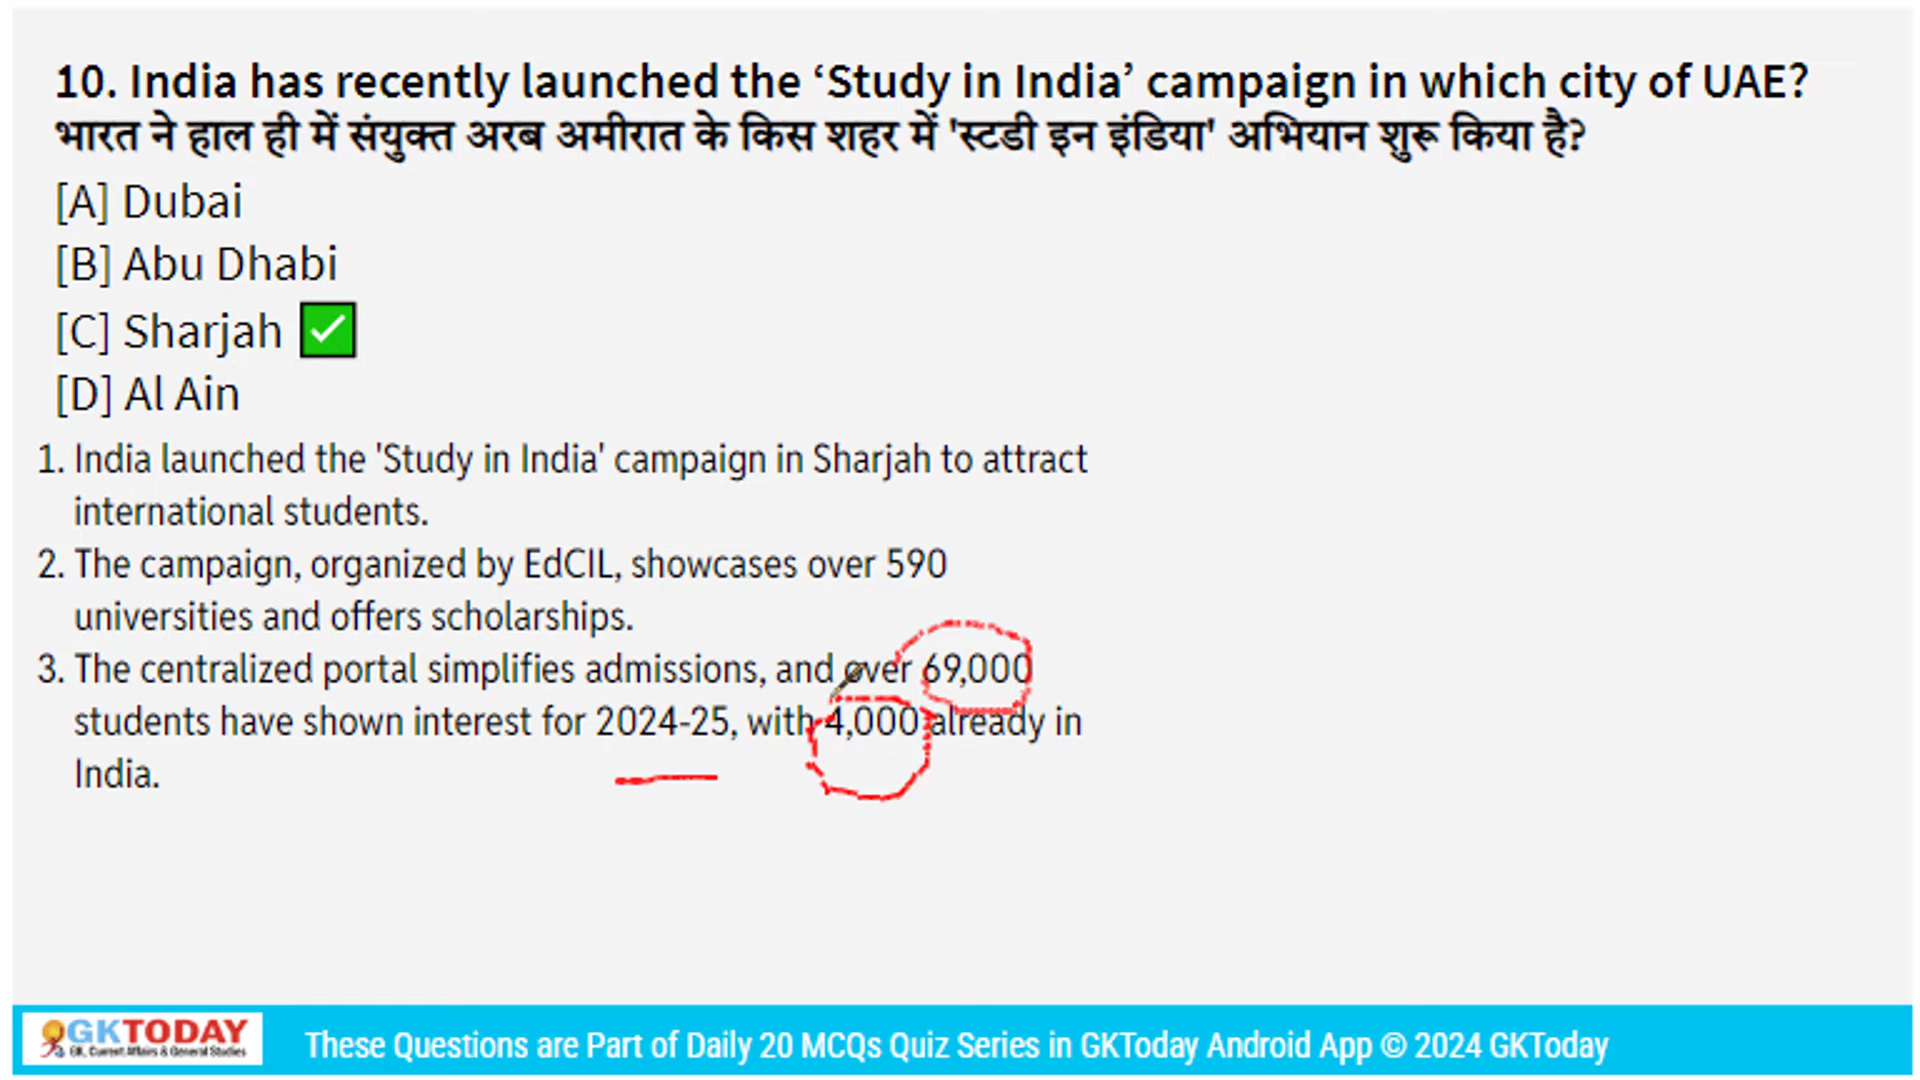 10. India has recently launched the ‘Study in India’ campaign in which city of UAE?
भारत ने हाल ही में संयुक्त अरब अमीरात के किस शहर में 'स्टडी इन इंडिया' अभियान शुरू किया है?
[A] Dubai
[B] Abu Dhabi
[C] Sharjah
[D] Al Ain
1. India launched the 'Study in India' campaign in Sharjah to attract
international students.
2. The campaign, organized by EdCIL, showcases over 590
universities and offers scholarships.
3. The centralized portal simplifies admissions, and over 69,000
students have shown interest for 2024-25, with 4,000 already in
India.
GKTODAY
GK, Current Affairs & General Studies
These Questions are Part of Daily 20 MCQs Quiz Series in GKToday Android App © 2024 GKToday